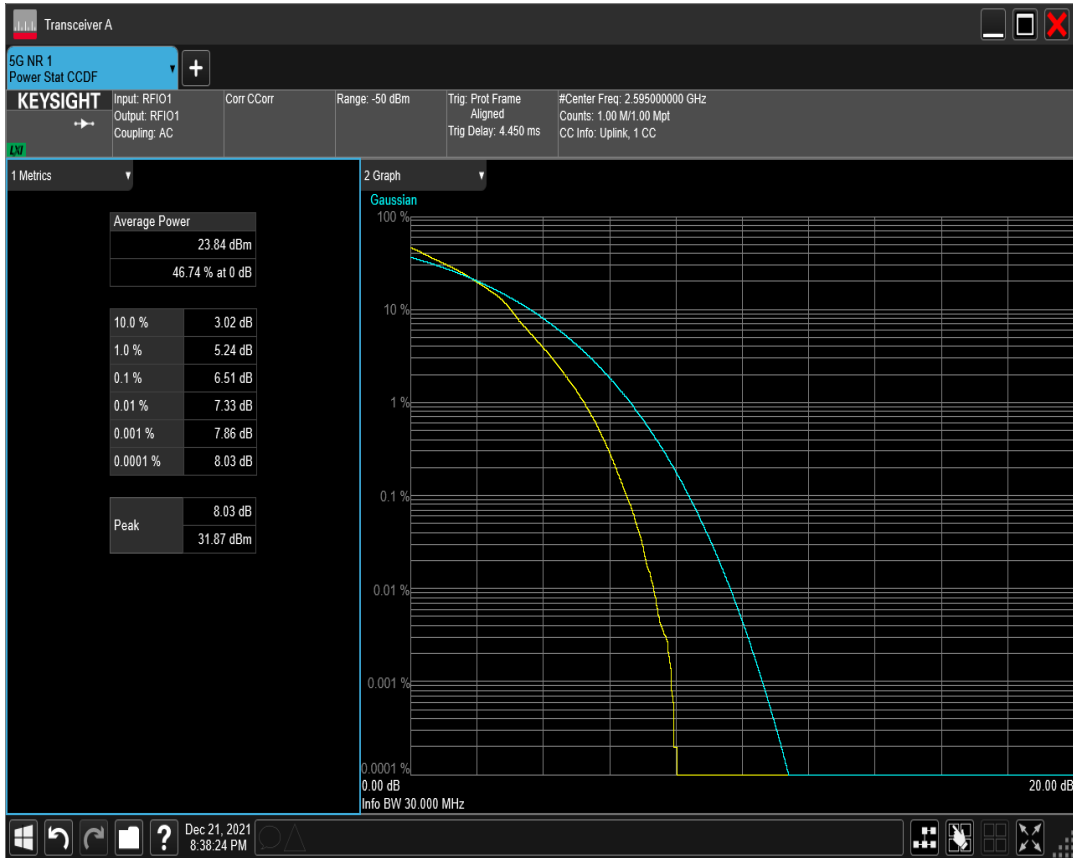 Transceiver A
5G NR 1
Power Stat CCDF
KEYSIGHT
LXI
Input: RFIO1
Output: RFIO1
Coupling: AC
Corr CCorr
Range: -50 dBm
Trig: Prot Frame
Aligned
Trig Delay: 4.450 ms
#Center Freq: 2.595000000 GHz
Counts: 1.00 M/1.00 Mpt
CC Info: Uplink, 1 CC
1 Metrics
Average Power
23.84 dBm
46.74 % at 0 dB
10.0 % 3.02 dB
1.0 % 5.24 dB
0.1 % 6.51 dB
0.01 % 7.33 dB
0.001 % 7.86 dB
0.0001 % 8.03 dB
Peak
8.03 dB
31.87 dBm
2 Graph
Gaussian
100 %
10 %
1 %
0.1 %
0.01 %
0.001 %
0.0001 %
0.00 dB 20.00 dB
Info BW 30.000 MHz
?
Dec 21, 2021
8:38:24 PM